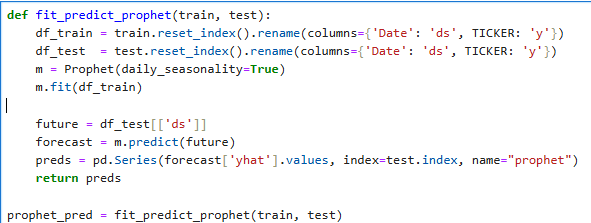 def fit_predict_prophet(train, test):
    df_train = train.reset_index().rename(columns={'Date': 'ds', TICKER: 'y'})
    df_test  = test.reset_index().rename(columns={'Date': 'ds', TICKER: 'y'})
    m = Prophet(daily_seasonality=True)
    m.fit(df_train)
    future = df_test[['ds']]
    forecast = m.predict(future)
    preds = pd.Series(forecast['yhat'].values, index=test.index, name="prophet")
    return preds
prophet_pred = fit_predict_prophet(train, test)